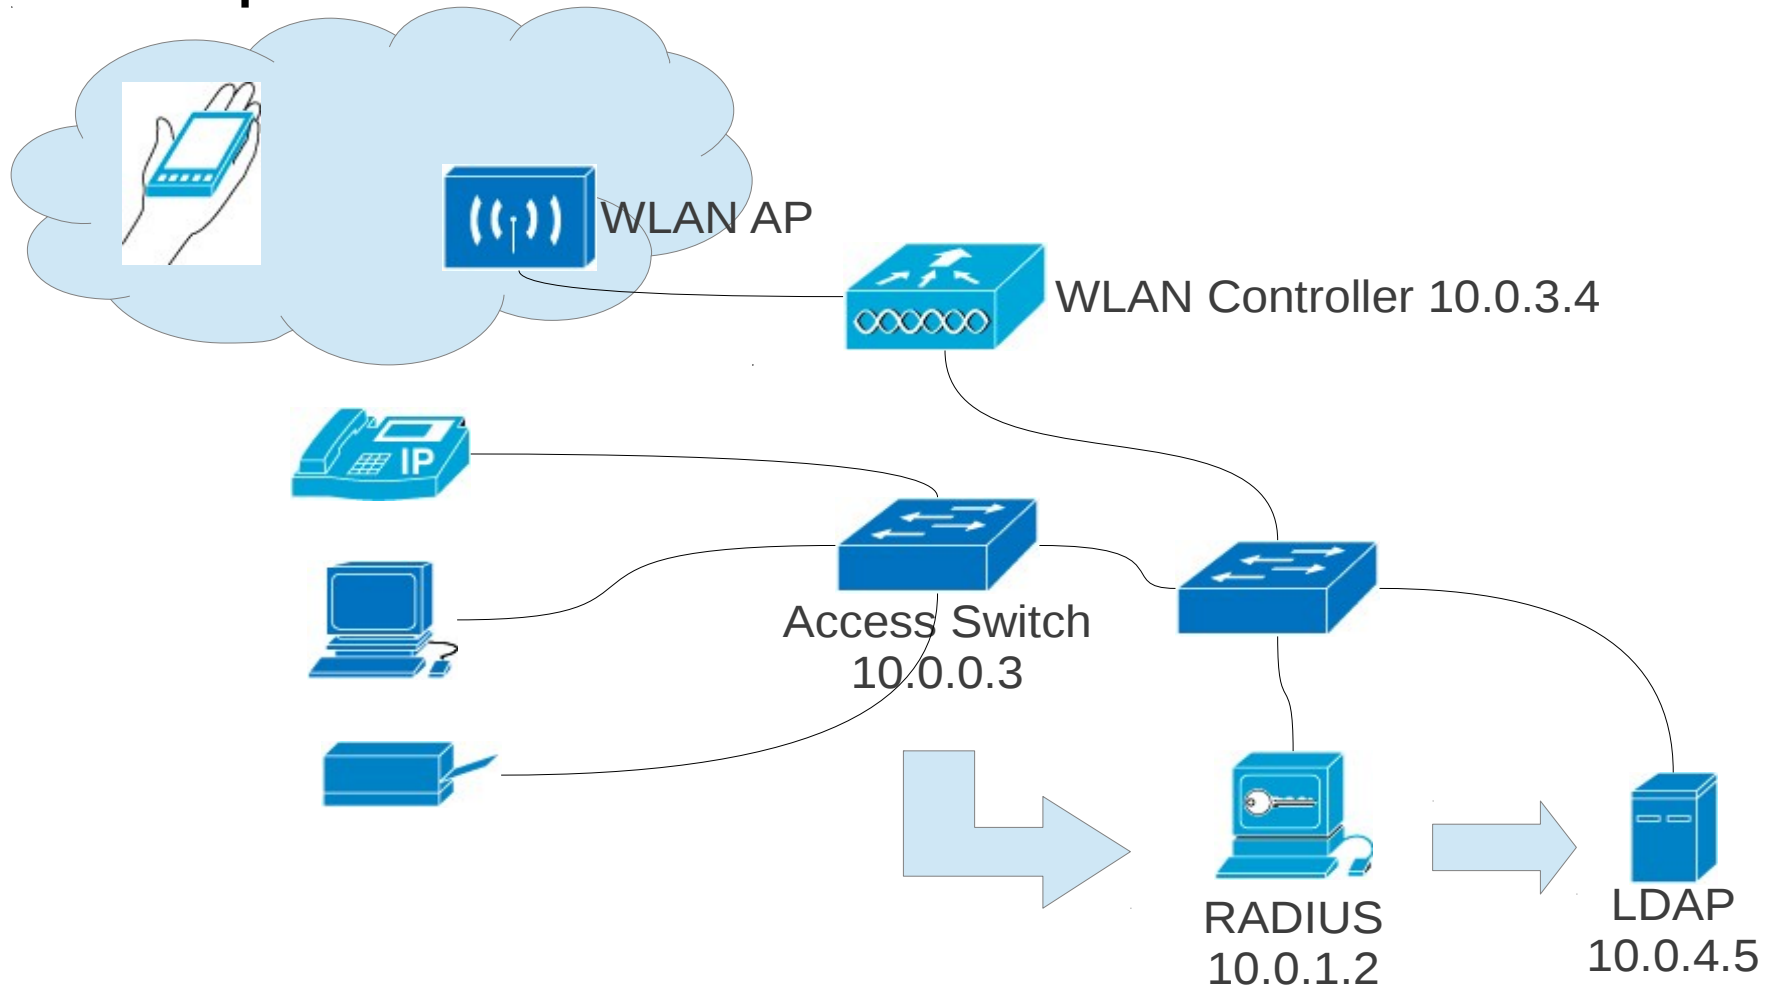 WLAN AP
WLAN Controller 10.0.3.4
IP
Access Switch
10.0.0.3
RADIUS
10.0.1.2
LDAP
10.0.4.5